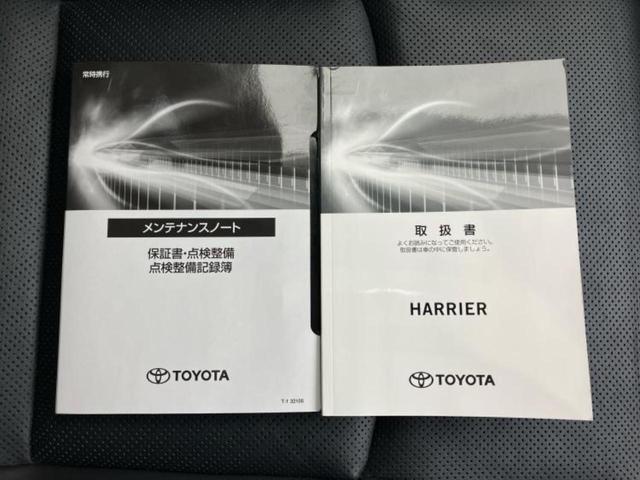 常時携行
メンテナンスノート
保証書・点検整備
点検整備記録簿
TOYOTA
取扱書
よくお読みになってご使用ください。
取扱書は車の中に保管しましょう。
HARRIER
TOYOTA